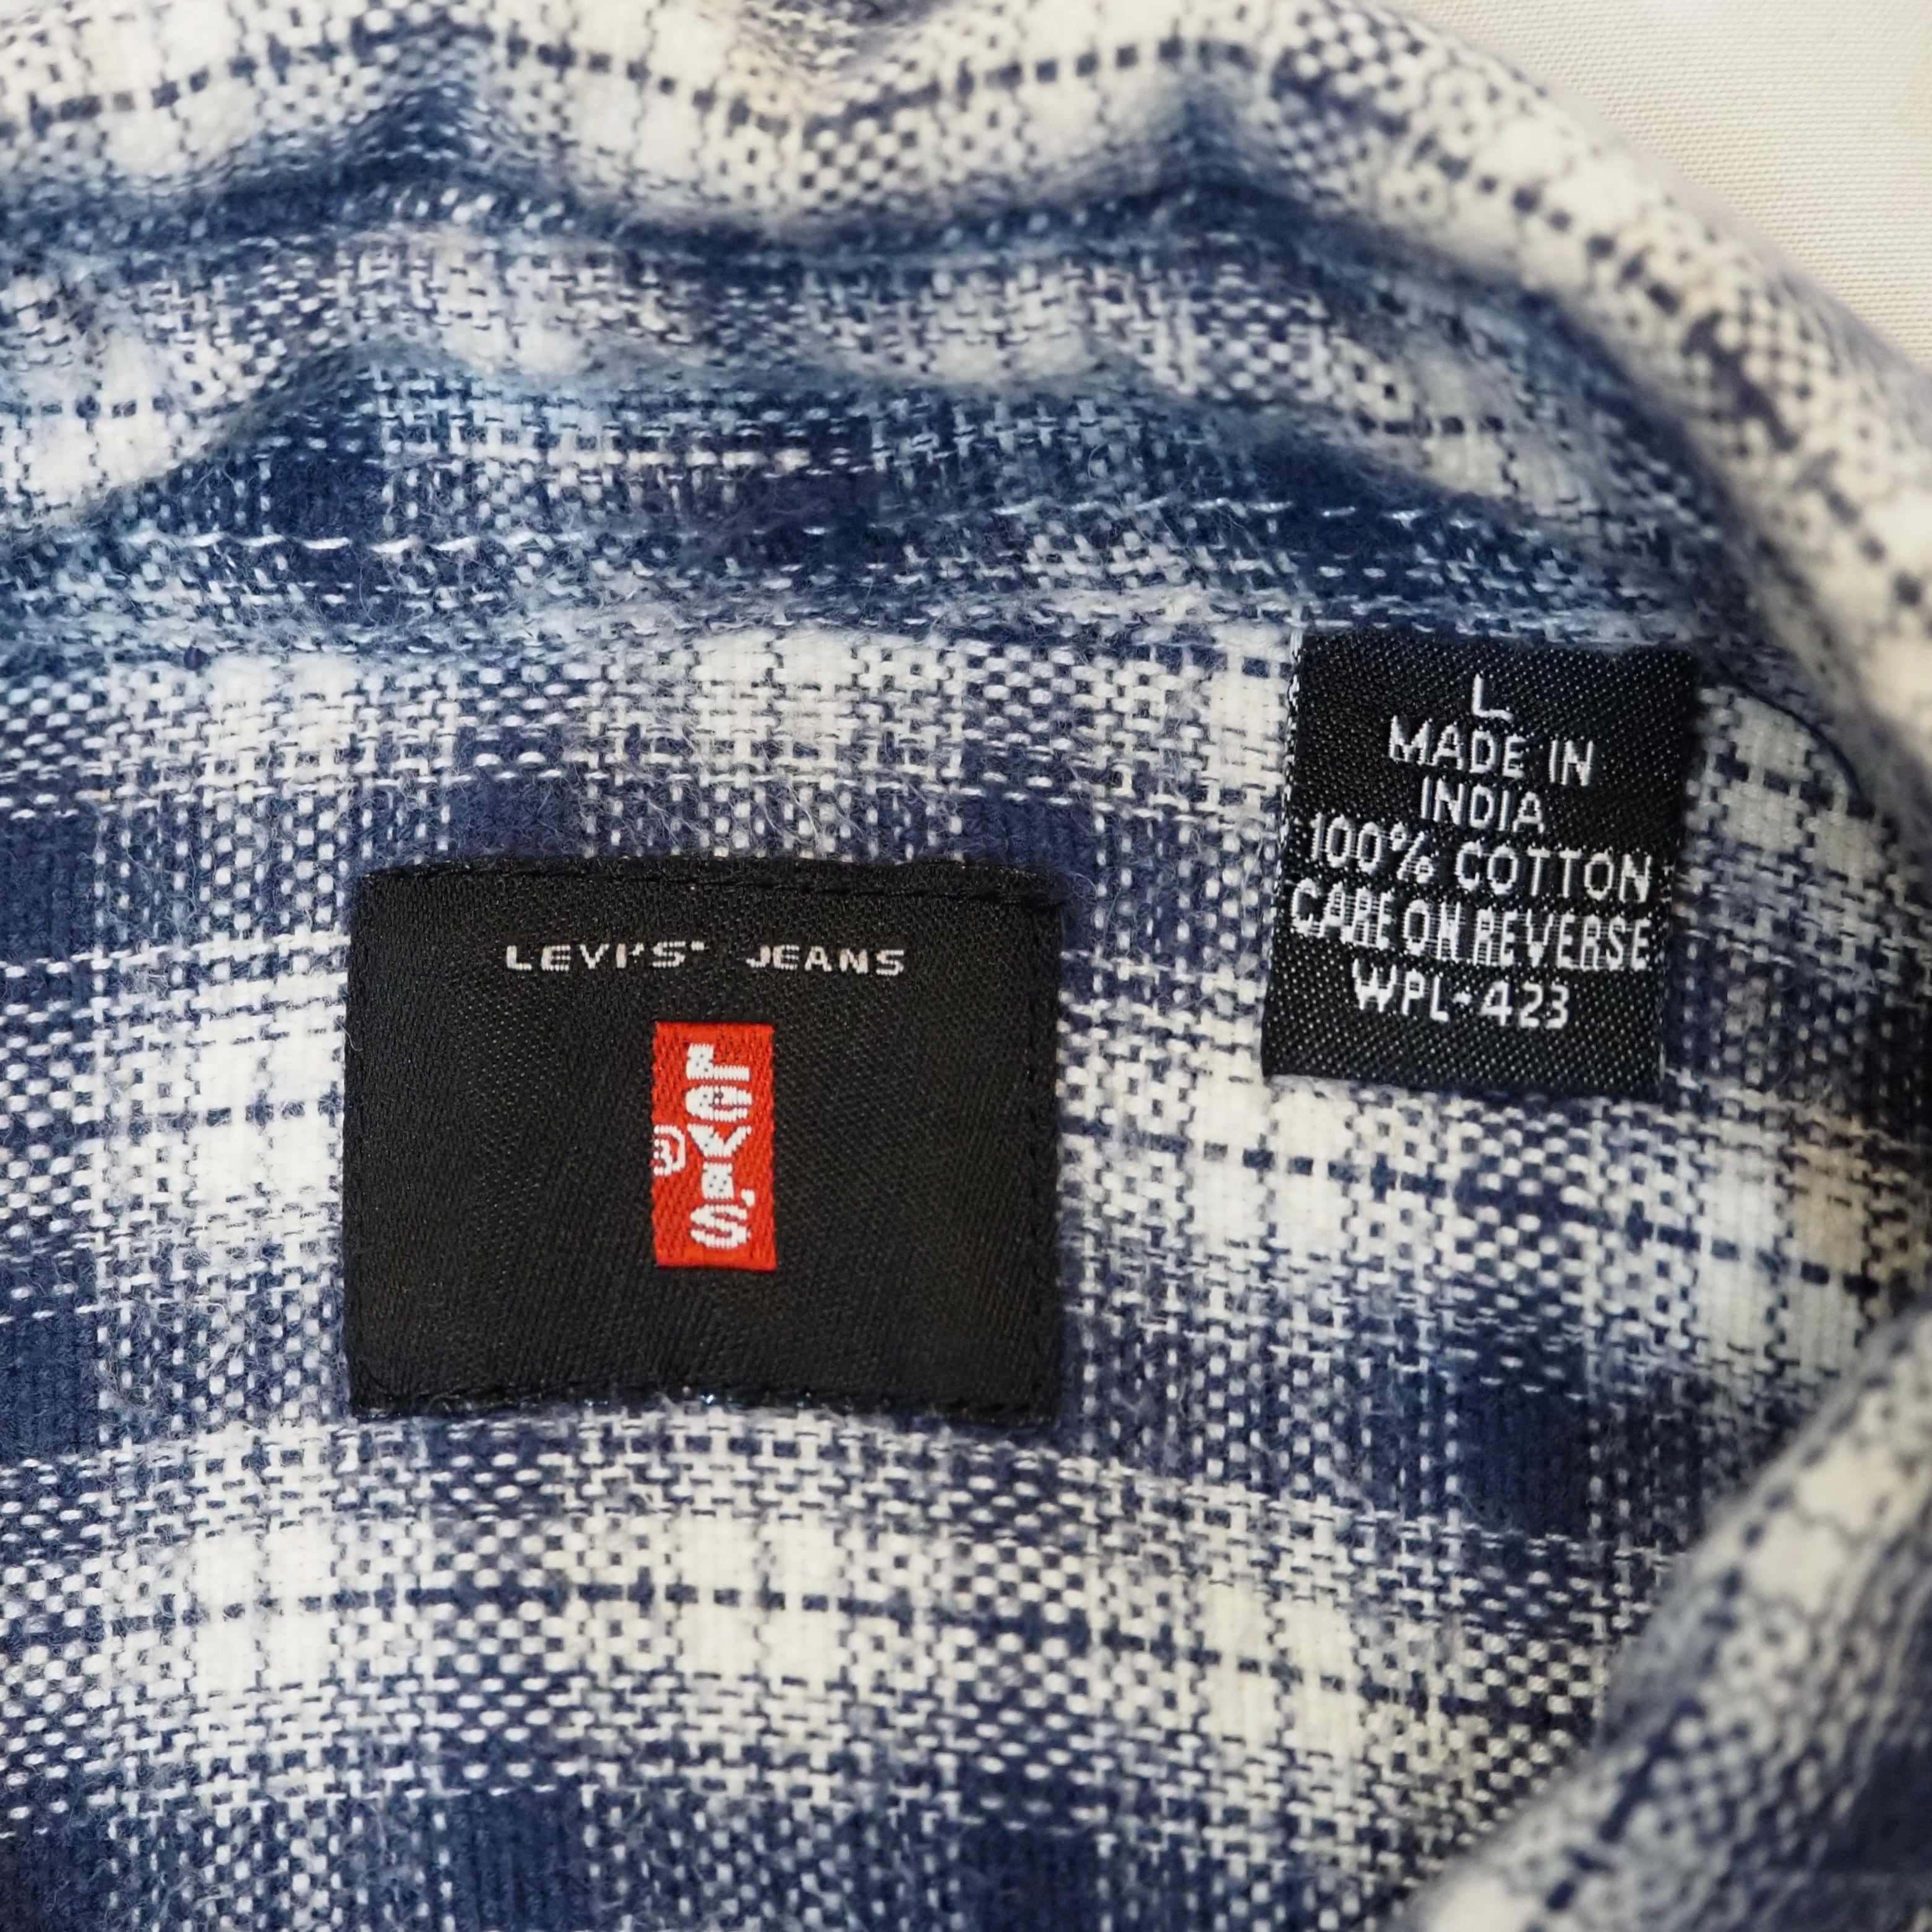 L
MADE IN
INDIA
100% COTTON
CARE ON REVERSE
WPL-423
LEVI'S® JEANS
Levi's®